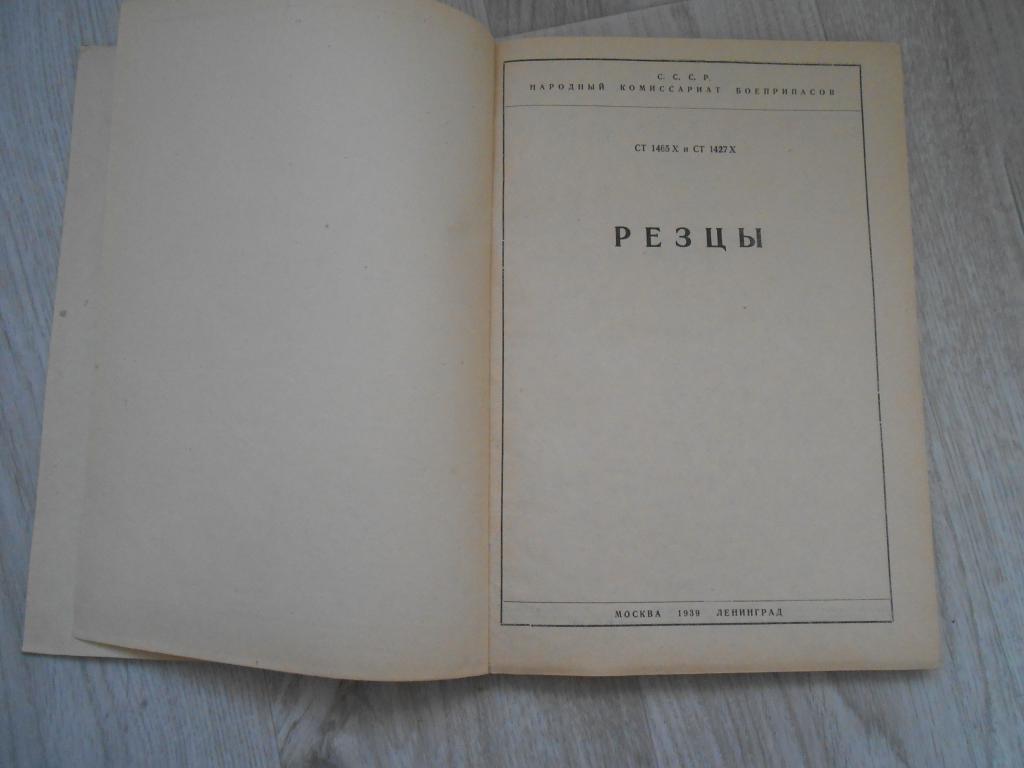 С. С. С. Р.
НАРОДНЫЙ КОМИССАРИАТ БОЕПРИПАСОВ
СТ 1465 Х и СТ 1427 Х
РЕЗЦЫ
МОСКВА 1939 ЛЕНИНГРАД